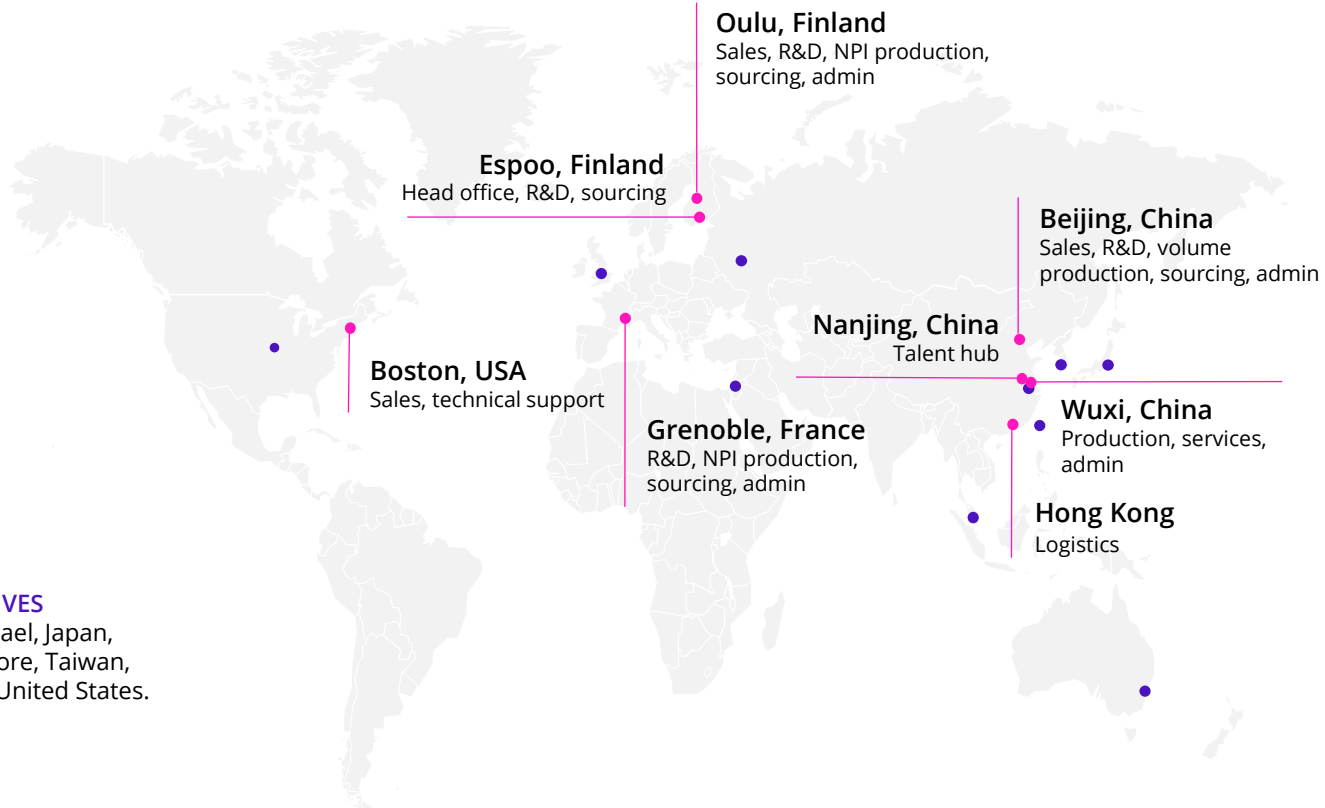 Oulu, Finland
Sales, R&D, NPI production,
sourcing, admin
Espoo, Finland
Head office, R&D, sourcing
Beijing, China
Sales, R&D, volume
production, sourcing, admin
Nanjing, China
Talent hub
Boston, USA
Sales, technical support
Wuxi, China
Production, services,
admin
Grenoble, France
R&D, NPI production,
sourcing, admin
Hong Kong
Logistics
VES
ael, Japan,
ore, Taiwan,
United States.